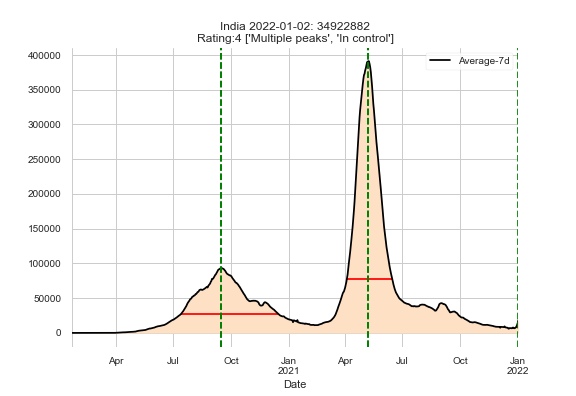 India 2022-01-02: 34922882
Rating:4 ['Multiple peaks', 'In control']
Average-7d
400000
350000
300000
250000
200000
150000
100000
50000
0
Apr Jul Oct Jan Apr Jul Oct Jan
2021 2022
Date